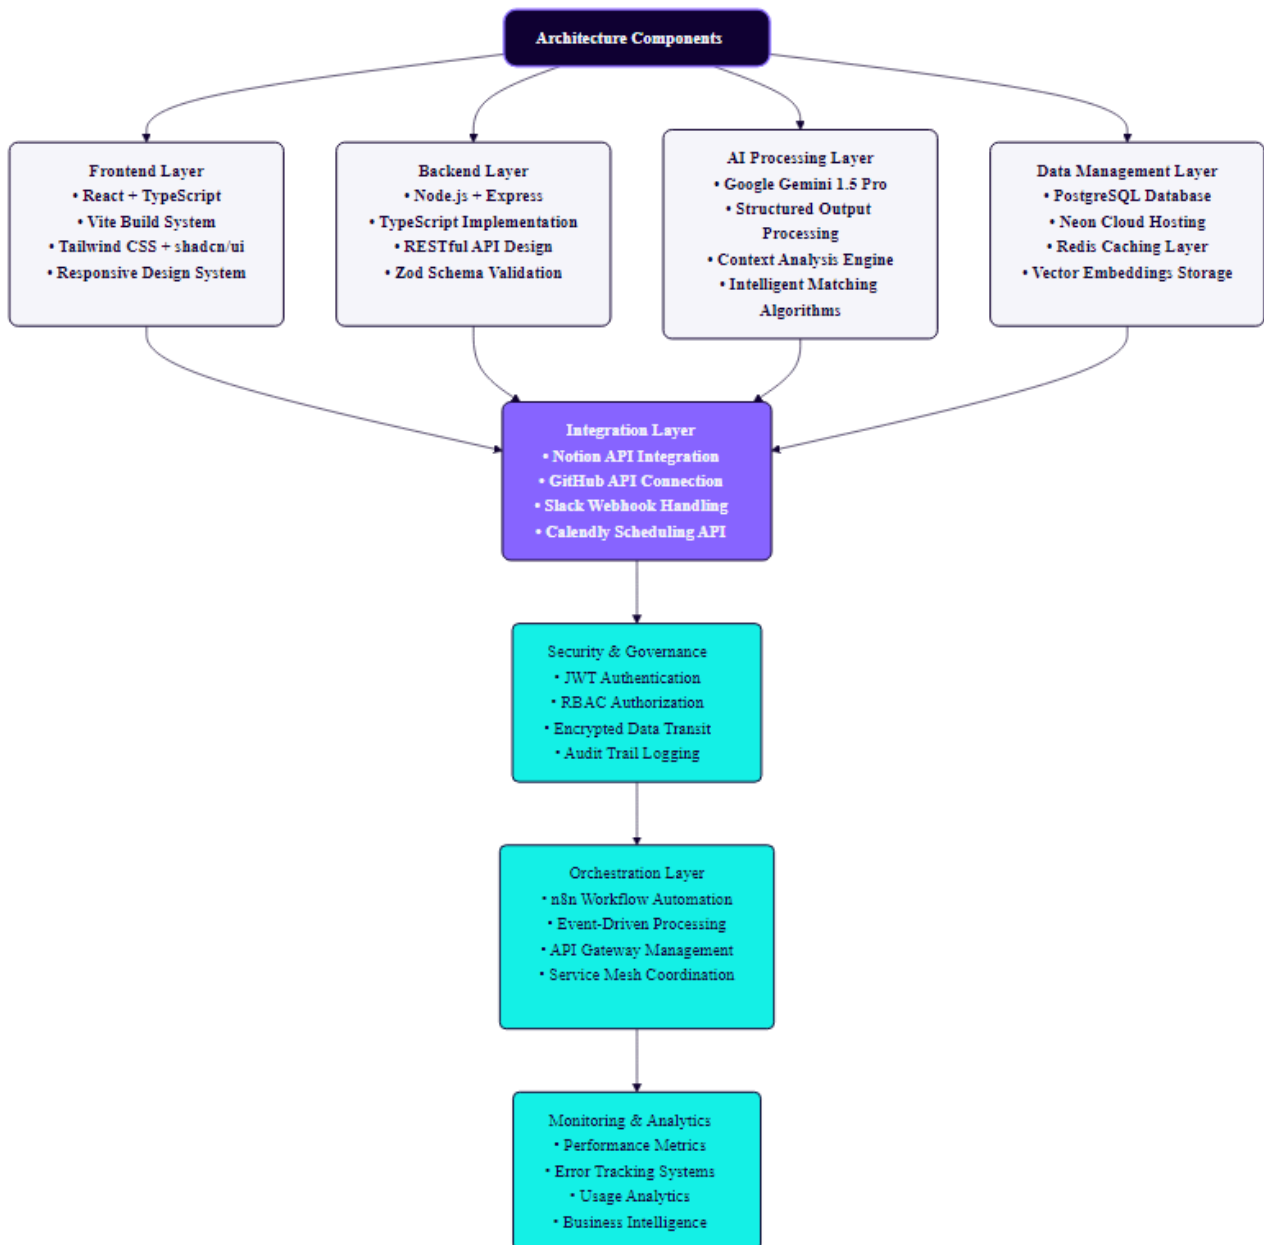 Architecture Components
Frontend Layer
• React + TypeScript
• Vite Build System
• Tailwind CSS + shadcn/ui
• Responsive Design System
Backend Layer
• Node.js + Express
• TypeScript Implementation
• RESTful API Design
• Zod Schema Validation
AI Processing Layer
• Google Gemini 1.5 Pro
• Structured Output
Processing
• Context Analysis Engine
• Intelligent Matching
Algorithms
Data Management Layer
• PostgreSQL Database
• Neon Cloud Hosting
• Redis Caching Layer
• Vector Embeddings Storage
Integration Layer
• Notion API Integration
• GitHub API Connection
• Slack Webhook Handling
• Calendly Scheduling API
Security & Governance
• JWT Authentication
• RBAC Authorization
• Encrypted Data Transit
• Audit Trail Logging
Orchestration Layer
• n8n Workflow Automation
• Event-Driven Processing
• API Gateway Management
• Service Mesh Coordination
Monitoring & Analytics
• Performance Metrics
• Error Tracking Systems
• Usage Analytics
• Business Intelligence